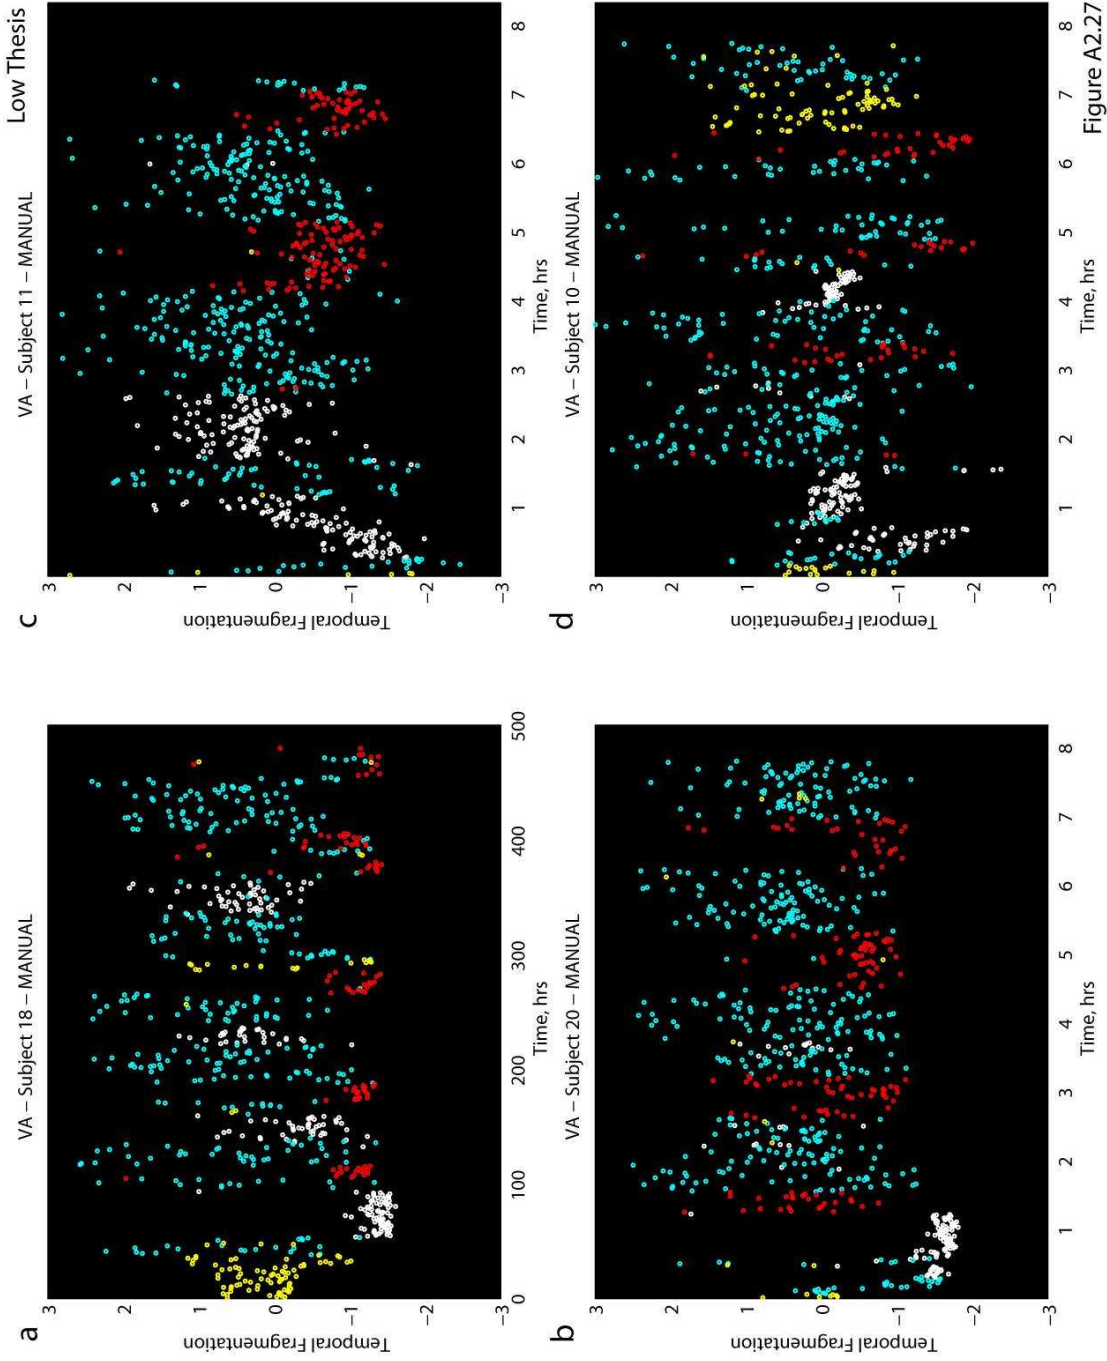 Low Thesis
a
VA – Subject 18 – MANUAL
Temporal Fragmentation
3
2
1
0
−1
−2
−3
0 100 200 300 400 500
Time, hrs
c
VA – Subject 11 – MANUAL
Temporal Fragmentation
3
2
1
0
−1
−2
−3
1 2 3 4 5 6 7 8
Time, hrs
b
VA – Subject 20 – MANUAL
Temporal Fragmentation
3
2
1
0
−1
−2
−3
1 2 3 4 5 6 7 8
Time, hrs
d
VA – Subject 10 – MANUAL
Temporal Fragmentation
3
2
1
0
−1
−2
−3
1 2 3 4 5 6 7 8
Time, hrs
Figure A2.27